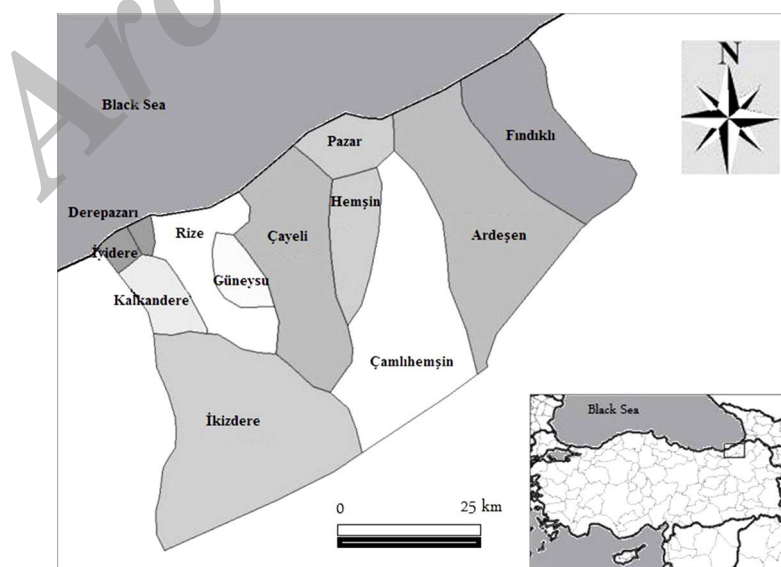 N
Black Sea
Fındıklı
Pazar
Hemşin
Derepazarı
Rize
Çayeli
Ardeşen
İyidere
Güneysu
Kalkandere
Çamlıhemşin
İkizdere
Black Sea
0 25 km